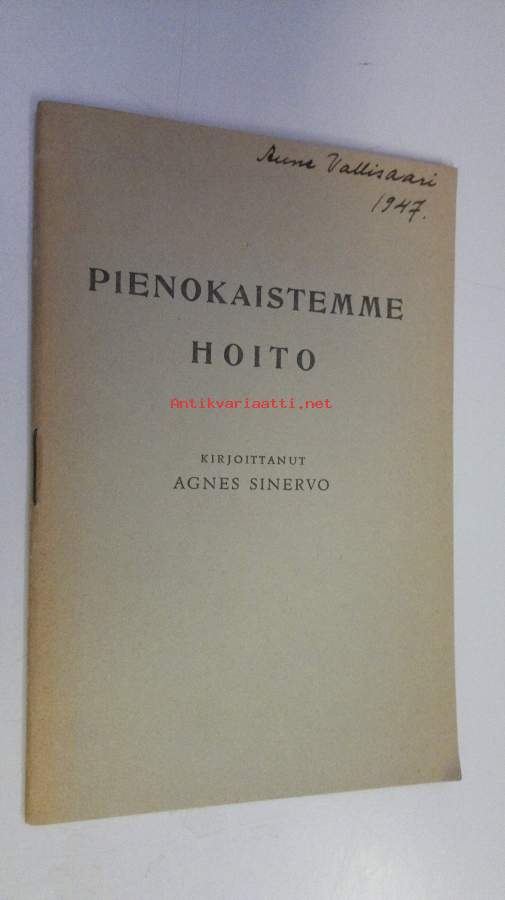 Aune Vallisaari
1947.
PIENOKAISTEMME
HOITO
Antikvariaatti.net
KIRJOITTANUT
AGNES SINERVO